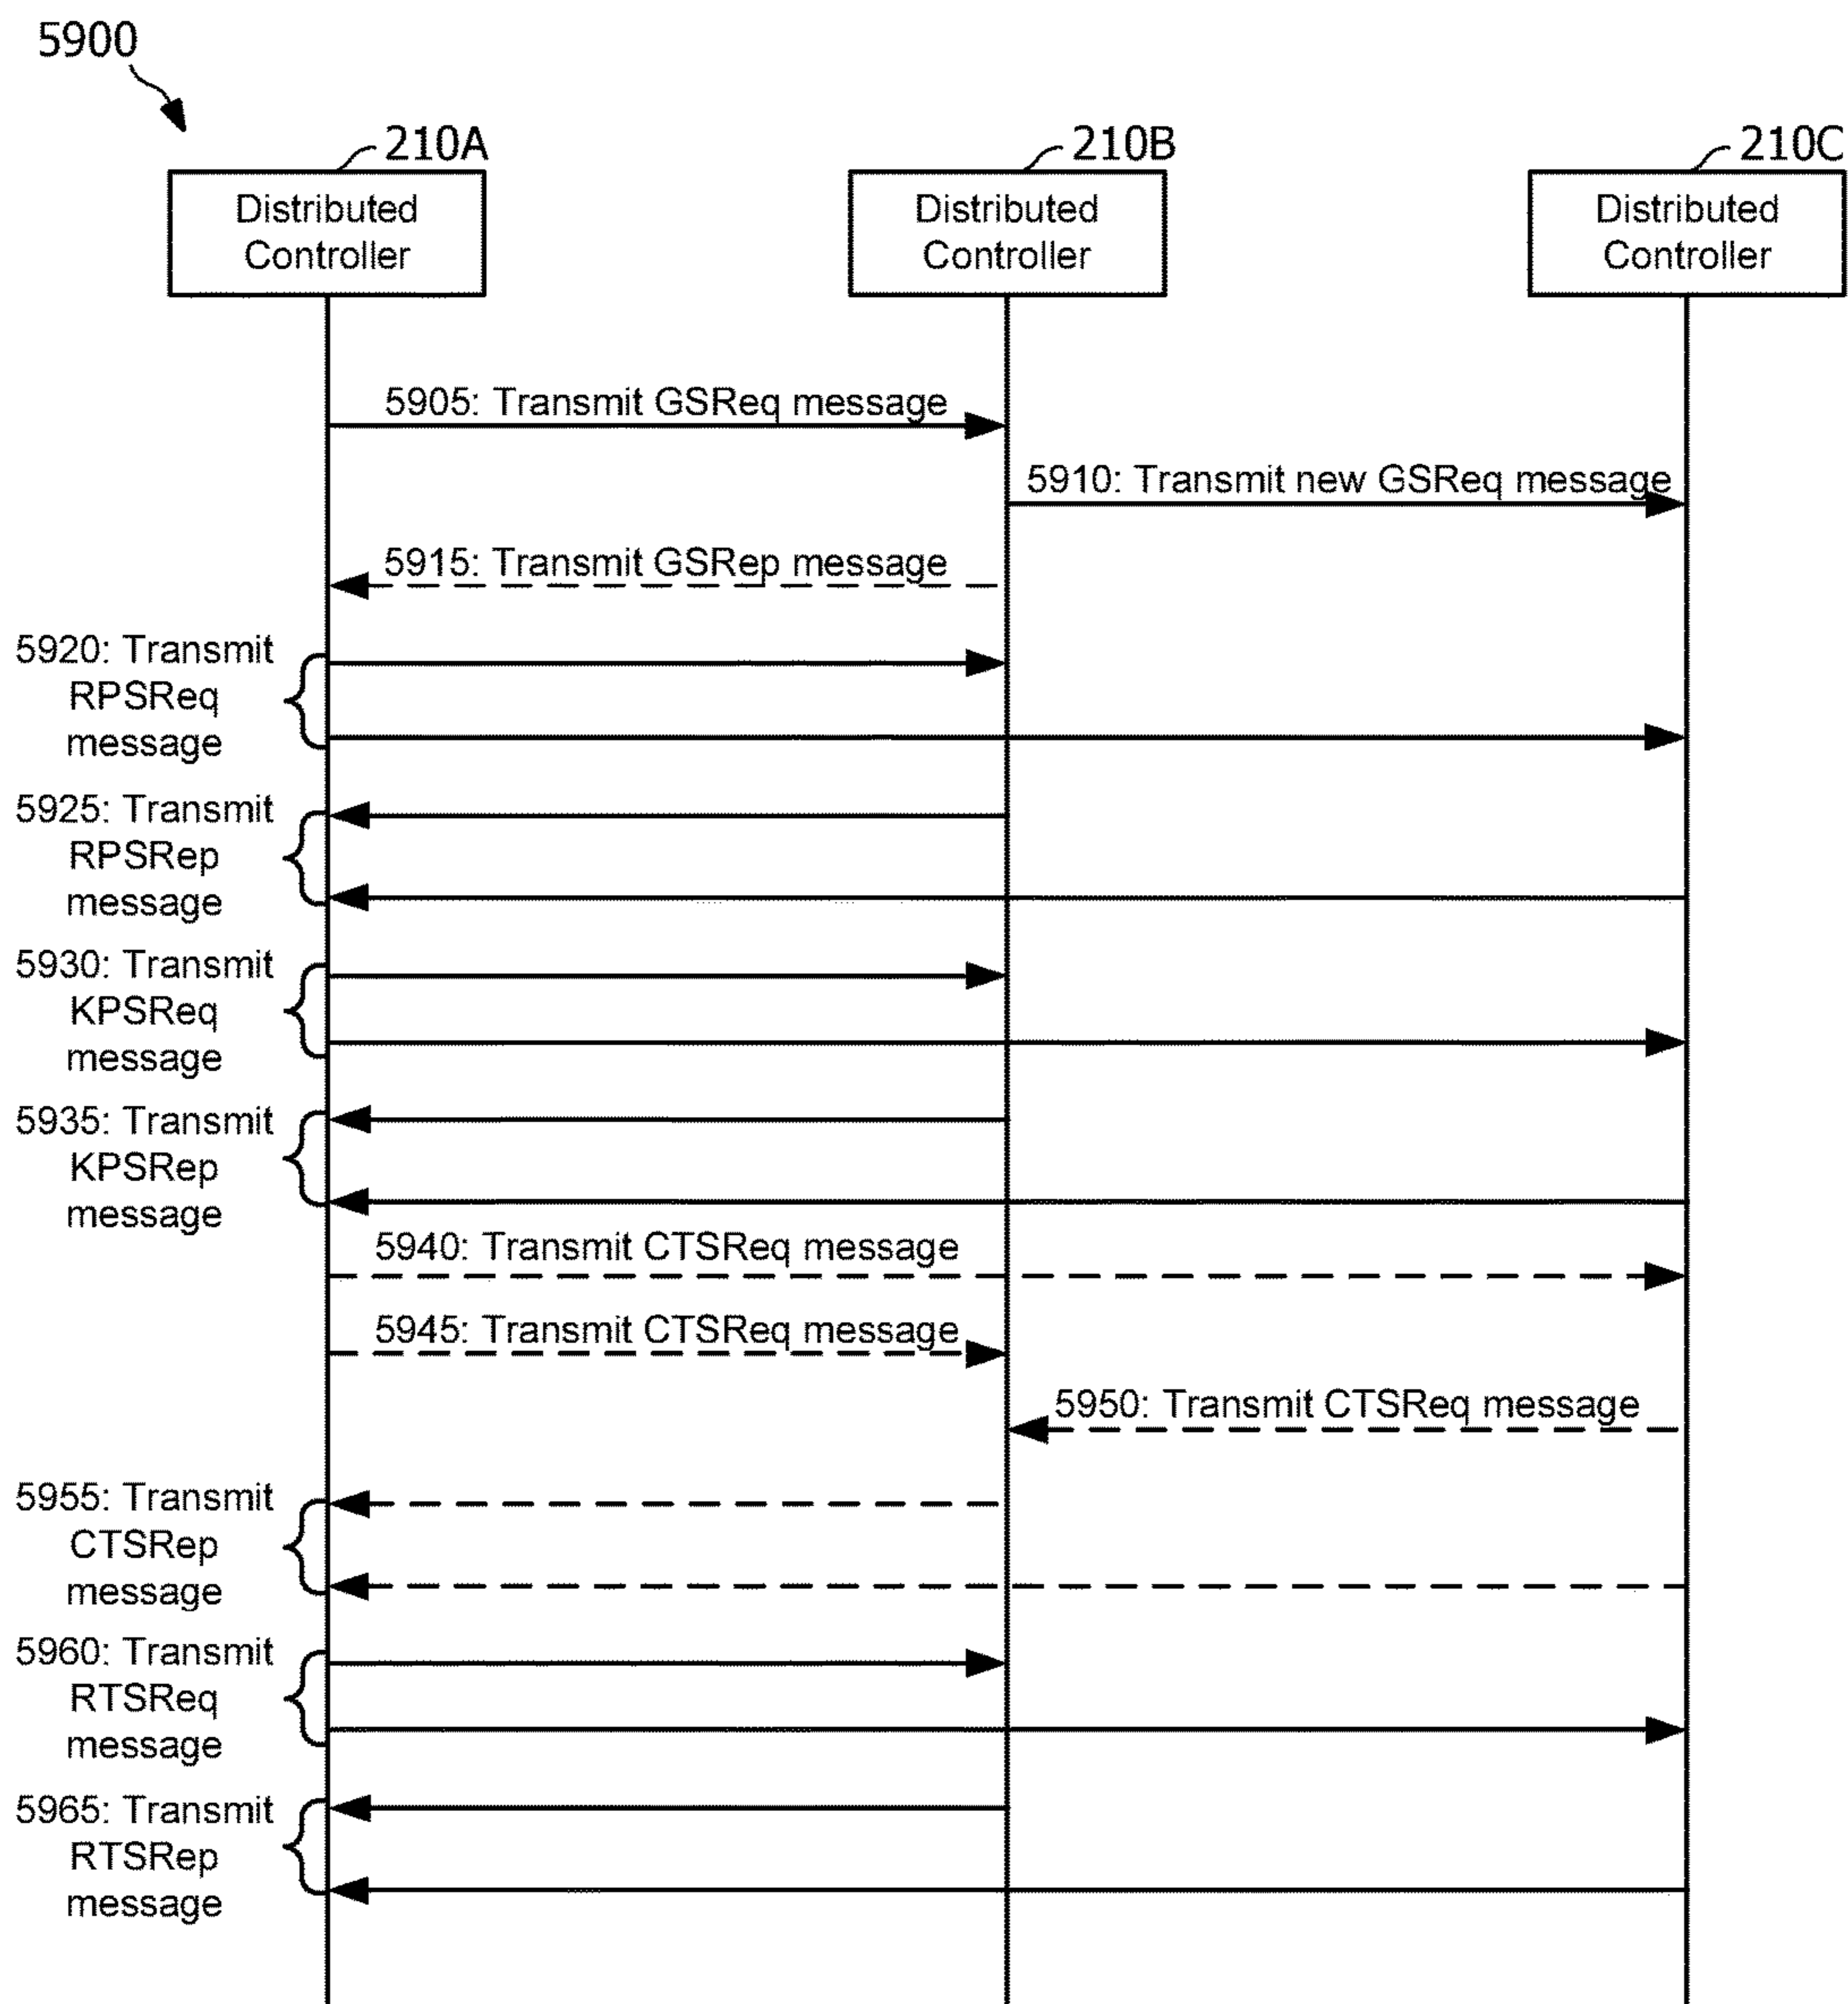 5900
210A
210B
210C
Distributed
Controller
Distributed
Controller
Distributed
Controller
5905: Transmit GSReq message
5910: Transmit new GSReq message
5915: Transmit GSRep message
5920: Transmit
RPSReq
message
5925: Transmit
RPSRep
message
5930: Transmit
KPSReq
message
5935: Transmit
KPSRep
message
5940: Transmit CTSReq message
5945: Transmit CTSReq message
5950: Transmit CTSReq message
5955: Transmit
CTSRep
message
5960: Transmit
RTSReq
message
5965: Transmit
RTSRep
message